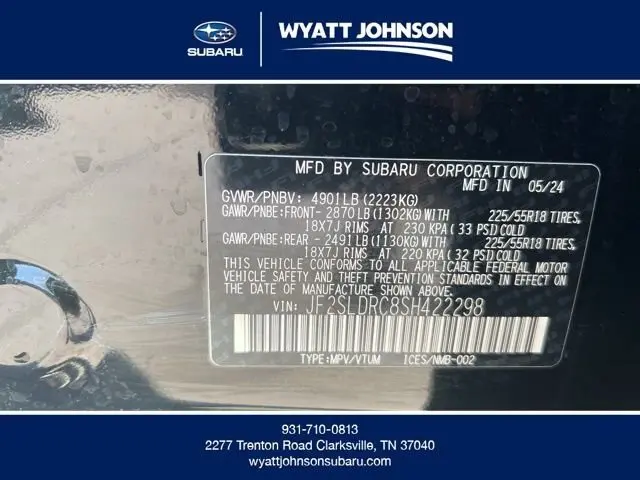 SUBARU
WYATT JOHNSON
MFD BY SUBARU CORPORATION
MFD IN 05/24
GVWR/PNBV: 4901LB (2223KG)
GAWR/PNBE:FRONT- 2870LB (1302KG) WITH 225/55R18 TIRES,
18X7J RIMS AT 230 KPA ( 33 PSI) COLD
GAWR/PNBE:REAR - 2491LB (1130KG) WITH 225/55R18 TIRES,
18X7J RIMS AT 220 KPA ( 32 PSI) COLD
THIS VEHICLE CONFORMS TO ALL APPLICABLE FEDERAL MOTOR
VEHICLE SAFETY AND THEFT PREVENTION STANDARDS IN EFFECT ON
THE DATE OF MANUFACTURE SHOWN ABOVE.
VIN: JF2SLDRC8SH422298
TYPE:MPV/VTUM ICES/NMB-002
931-710-0813
2277 Trenton Road Clarksville, TN 37040
wyattjohnsonsubaru.com